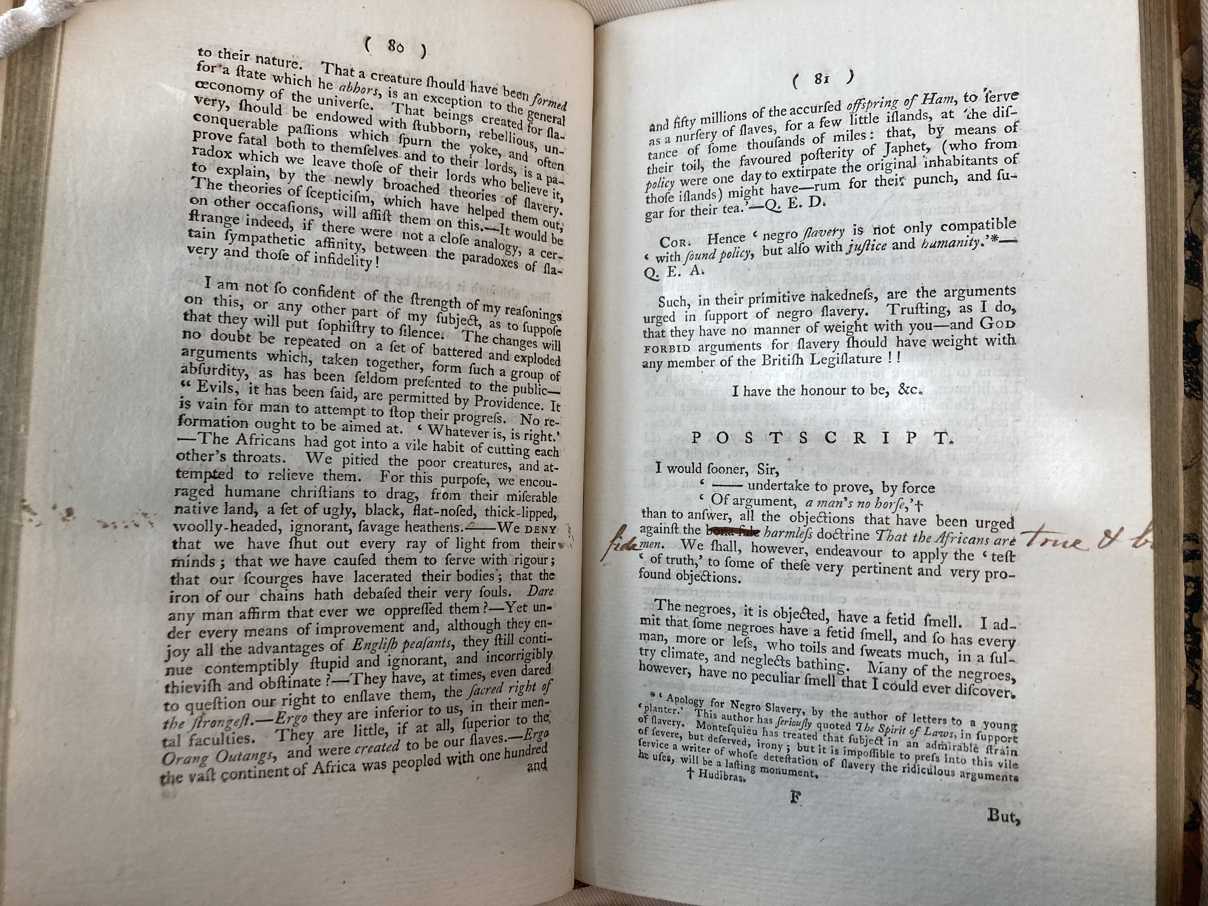 ( 80 )
to their nature. That a creature ſhould have been formed
for a ſtate which he abhors, is an exception to the general
œconomy of the univerſe. That beings created for ſla-
very, ſhould be endowed with ſtubborn, rebellious, un-
conquerable paſſions which ſpurn the yoke, and often
prove fatal both to themſelves and to their lords, is a pa-
radox which we leave thoſe of their lords who believe it,
to explain, by the newly broached theories of ſlavery.
The theories of ſcepticiſm, which have helped them out,
on other occaſions, will aſſiſt them on this.—It would be
ſtrange indeed, if there were not a cloſe analogy, a cer-
tain ſympathetic affinity, between the paradoxes of ſla-
very and thoſe of infidelity!
I am not ſo confident of the ſtrength of my reaſonings
on this, or any other part of my ſubject, as to ſuppoſe
that they will put ſophiſtry to ſilence. The changes will
no doubt be repeated on a ſet of battered and exploded
arguments which, taken together, form ſuch a group of
abſurdity, as has been ſeldom preſented to the public—
“ Evils, it has been ſaid, are permitted by Providence. It
is vain for man to attempt to ſtop their progreſs. No re-
formation ought to be aimed at. ‘ Whatever is, is right.’
—The Africans had got into a vile habit of cutting each
other's throats. We pitied the poor creatures, and at-
tempted to relieve them. For this purpoſe, we encou-
raged humane chriſtians to drag, from their miſerable
native land, a ſet of ugly, black, flat-noſed, thick-lipped,
woolly-headed, ignorant, ſavage heathens.—We DENY
that we have ſhut out every ray of light from their
minds; that we have cauſed them to ſerve with rigour;
that our ſcourges have lacerated their bodies; that the
iron of our chains hath debaſed their very ſouls. Dare
any man affirm that ever we oppreſſed them?—Yet un-
der every means of improvement and, although they en-
joy all the advantages of Engliſh peaſants, they ſtill conti-
nue contemptibly ſtupid and ignorant, and incorrigibly
thieviſh and obſtinate?—They have, at times, even dared
to queſtion our right to enſlave them, the ſacred right of
the ſtrongeſt.—Ergo they are inferior to us, in their men-
tal faculties. They are little, if at all, ſuperior to the
Orang Outangs, and were created to be our ſlaves.—Ergo
the vaſt continent of Africa was peopled with one hundred
and
( 81 )
and fifty millions of the accurſed offspring of Ham, to ſerve
as a nurſery of ſlaves, for a few little iſlands, at the diſ-
tance of ſome thouſands of miles: that, by means of
their toil, the favoured poſterity of Japhet, (who from
policy were one day to extirpate the original inhabitants of
thoſe iſlands) might have—rum for their punch, and ſu-
gar for their tea.’—Q. E. D.
COR. Hence ‘ negro ſlavery is not only compatible
‘ with ſound policy, but alſo with juſtice and humanity.’*—
Q. E. A.
Such, in their primitive nakedneſs, are the arguments
urged in ſupport of negro ſlavery. Truſting, as I do,
that they have no manner of weight with you—and GOD
FORBID arguments for ſlavery ſhould have weight with
any member of the Britiſh Legiſlature!!
I have the honour to be, &c.
POSTSCRIPT.
I would ſooner, Sir,
‘ —— undertake to prove, by force
‘ Of argument, a man's no horſe,’†
than to anſwer, all the objections that have been urged
againſt the bona fide harmleſs doctrine That the Africans are true & b
fide men. We ſhall, however, endeavour to apply the ‘ teſt
‘ of truth,’ to ſome of theſe very pertinent and very pro-
found objections.
The negroes, it is objected, have a fetid ſmell. I ad-
mit that ſome negroes have a fetid ſmell, and ſo has every
man, more or leſs, who toils and ſweats much, in a ſul-
try climate, and neglects bathing. Many of the negroes,
however, have no peculiar ſmell that I could ever diſcover.
* ‘ Apology for Negro Slavery, by the author of letters to a young
‘ planter.’ This author has ſeriouſly quoted The Spirit of Laws, in ſupport
of ſlavery. Monteſquieu has treated that ſubject in an admirable ſtrain
of ſevere, but deſerved, irony; but it is impoſſible to preſs into this vile
ſervice a writer of whoſe deteſtation of ſlavery the ridiculous arguments
he uſes, will be a laſting monument.
† Hudibras.
F
But,